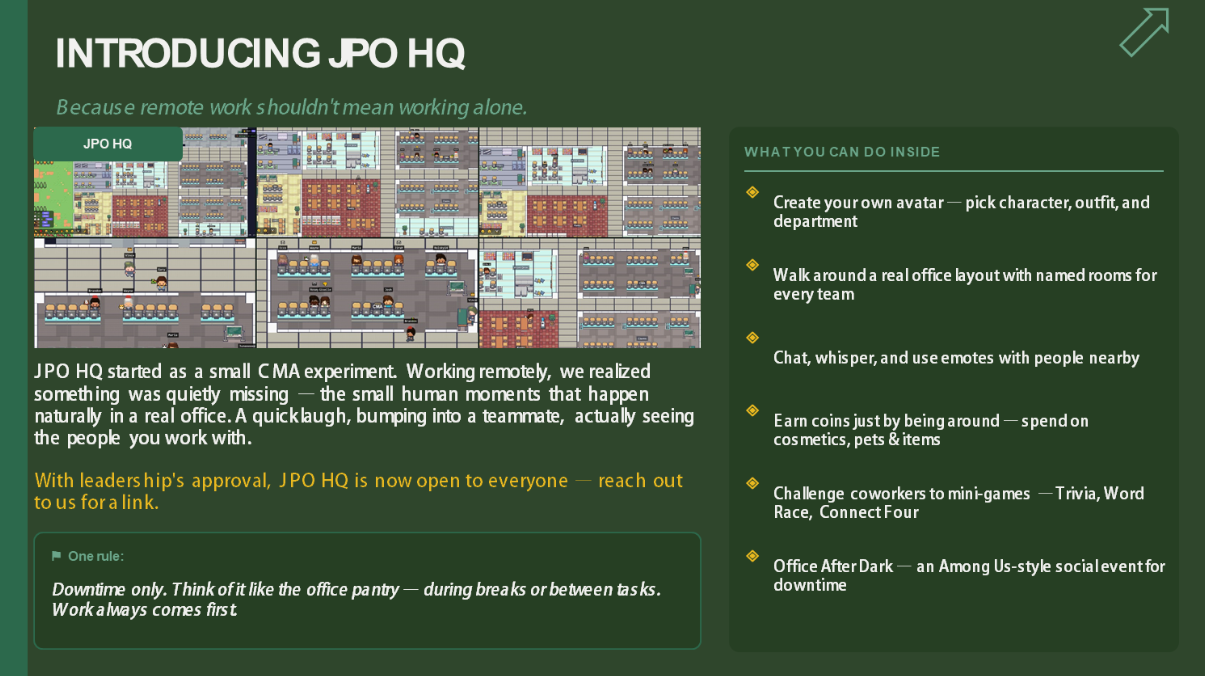 INTRODUCING JPO HQ
Because remote work shouldn't mean working alone.
JPO HQ
JPO HQ started as a small CMA experiment. Working remotely, we realized
something was quietly missing — the small human moments that happen
naturally in a real office. A quick laugh, bumping into a teammate, actually seeing
the people you work with.
With leadership's approval, JPO HQ is now open to everyone — reach out
to us for a link.
One rule:
Downtime only. Think of it like the office pantry — during breaks or between tasks.
Work always comes first.
WHAT YOU CAN DO INSIDE
Create your own avatar — pick character, outfit, and
department
Walk around a real office layout with named rooms for
every team
Chat, whisper, and use emotes with people nearby
Earn coins just by being around — spend on
cosmetics, pets & items
Challenge coworkers to mini-games — Trivia, Word
Race, Connect Four
Office After Dark — an Among Us-style social event for
downtime